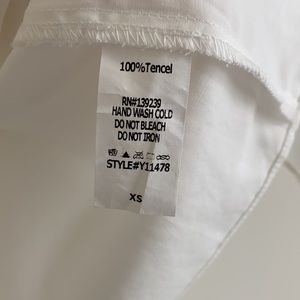 100%Tencel
RN#139239
HAND WASH COLD
DO NOT BLEACH
DO NOT IRON
STYLE#Y11478
XS